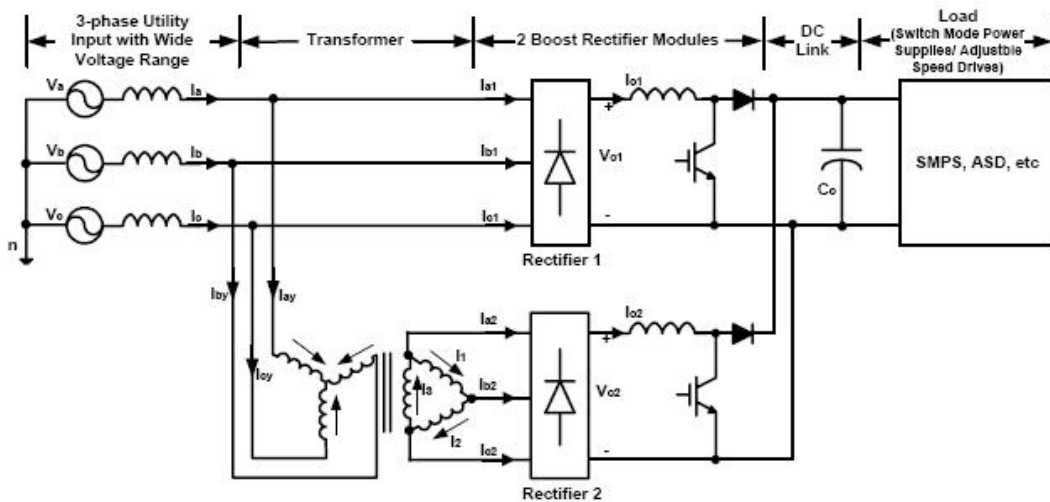 3-phase Utility
Input with Wide
Voltage Range
Transformer
2 Boost Rectifier Modules
DC
Link
Load
(Switch Mode Power
Supplies/ Adjustble
Speed Drives)
Va
Ia
Ia1
Io1
+
Vb
Ib
Ib1
Vo1
SMPS, ASD, etc
Co
Vc
Ic
Ic1
-
n
Rectifier 1
Iby
Iay
Icy
Ia2
Io2
+
I1
I3
Ib2
Vo2
I2
Ic2
-
Rectifier 2